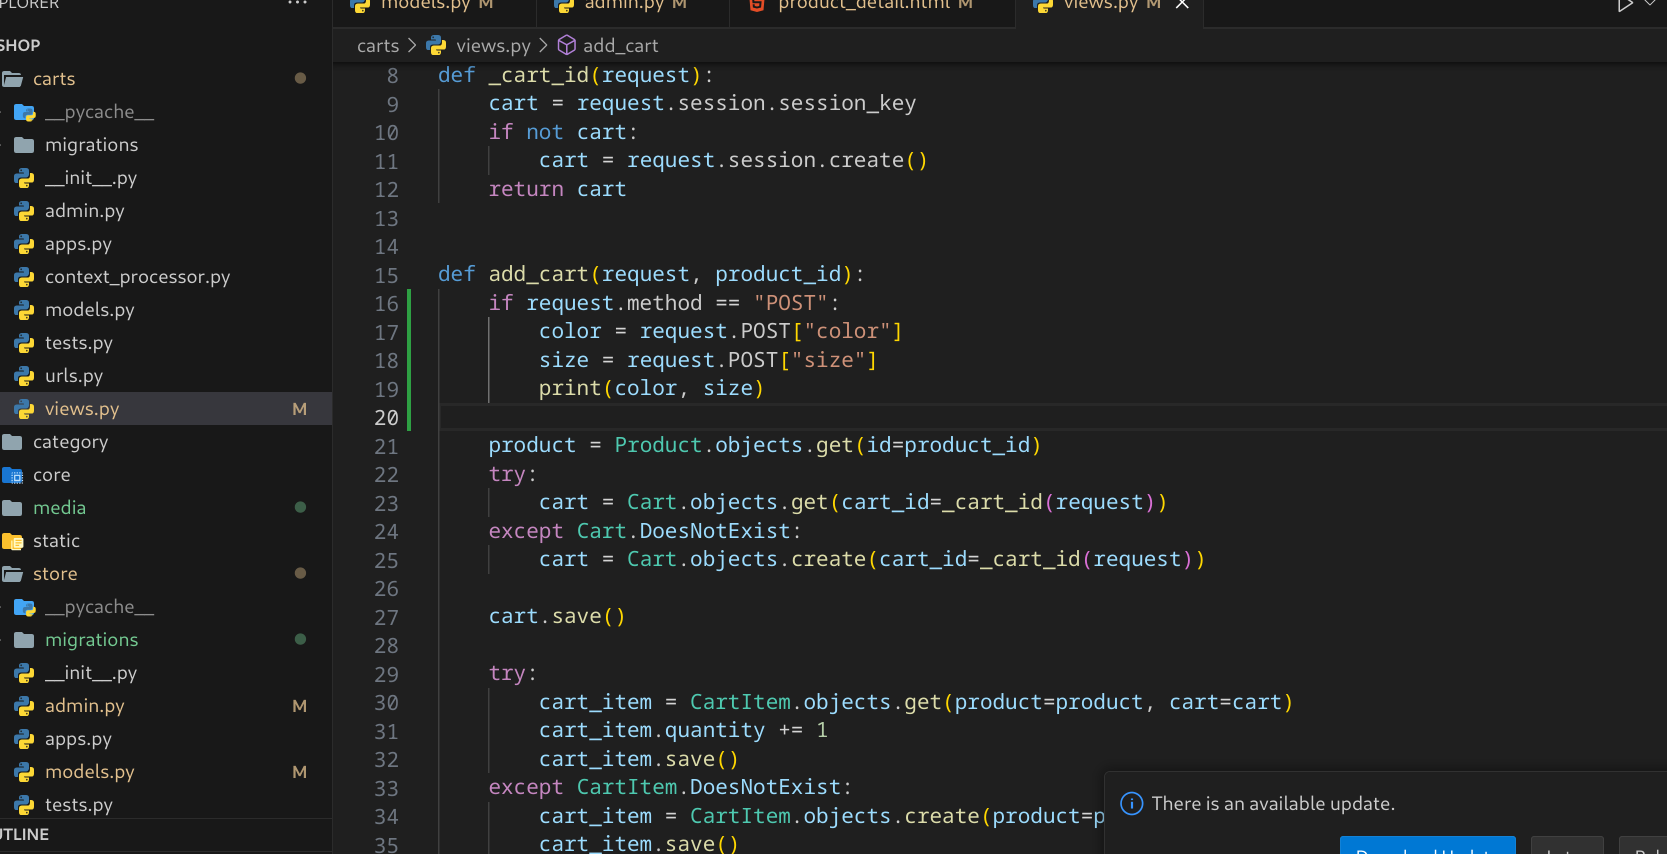 PLORER ...
models.py M
admin.py M
product_detail.html M
views.py M
SHOP
carts
__pycache__
migrations
__init__.py
admin.py
apps.py
context_processor.py
models.py
tests.py
urls.py
views.py M
category
core
media
static
store
__pycache__
migrations
__init__.py
admin.py M
apps.py
models.py M
tests.py
UTLINE
carts > views.py > add_cart
8 def _cart_id(request):
9 cart = request.session.session_key
10 if not cart:
11 cart = request.session.create()
12 return cart
13
14
15 def add_cart(request, product_id):
16 if request.method == "POST":
17 color = request.POST["color"]
18 size = request.POST["size"]
19 print(color, size)
20
21 product = Product.objects.get(id=product_id)
22 try:
23 cart = Cart.objects.get(cart_id=_cart_id(request))
24 except Cart.DoesNotExist:
25 cart = Cart.objects.create(cart_id=_cart_id(request))
26
27 cart.save()
28
29 try:
30 cart_item = CartItem.objects.get(product=product, cart=cart)
31 cart_item.quantity += 1
32 cart_item.save()
33 except CartItem.DoesNotExist:
34 cart_item = CartItem.objects.create(product=p
35 cart_item.save()
There is an available update.
Download Update